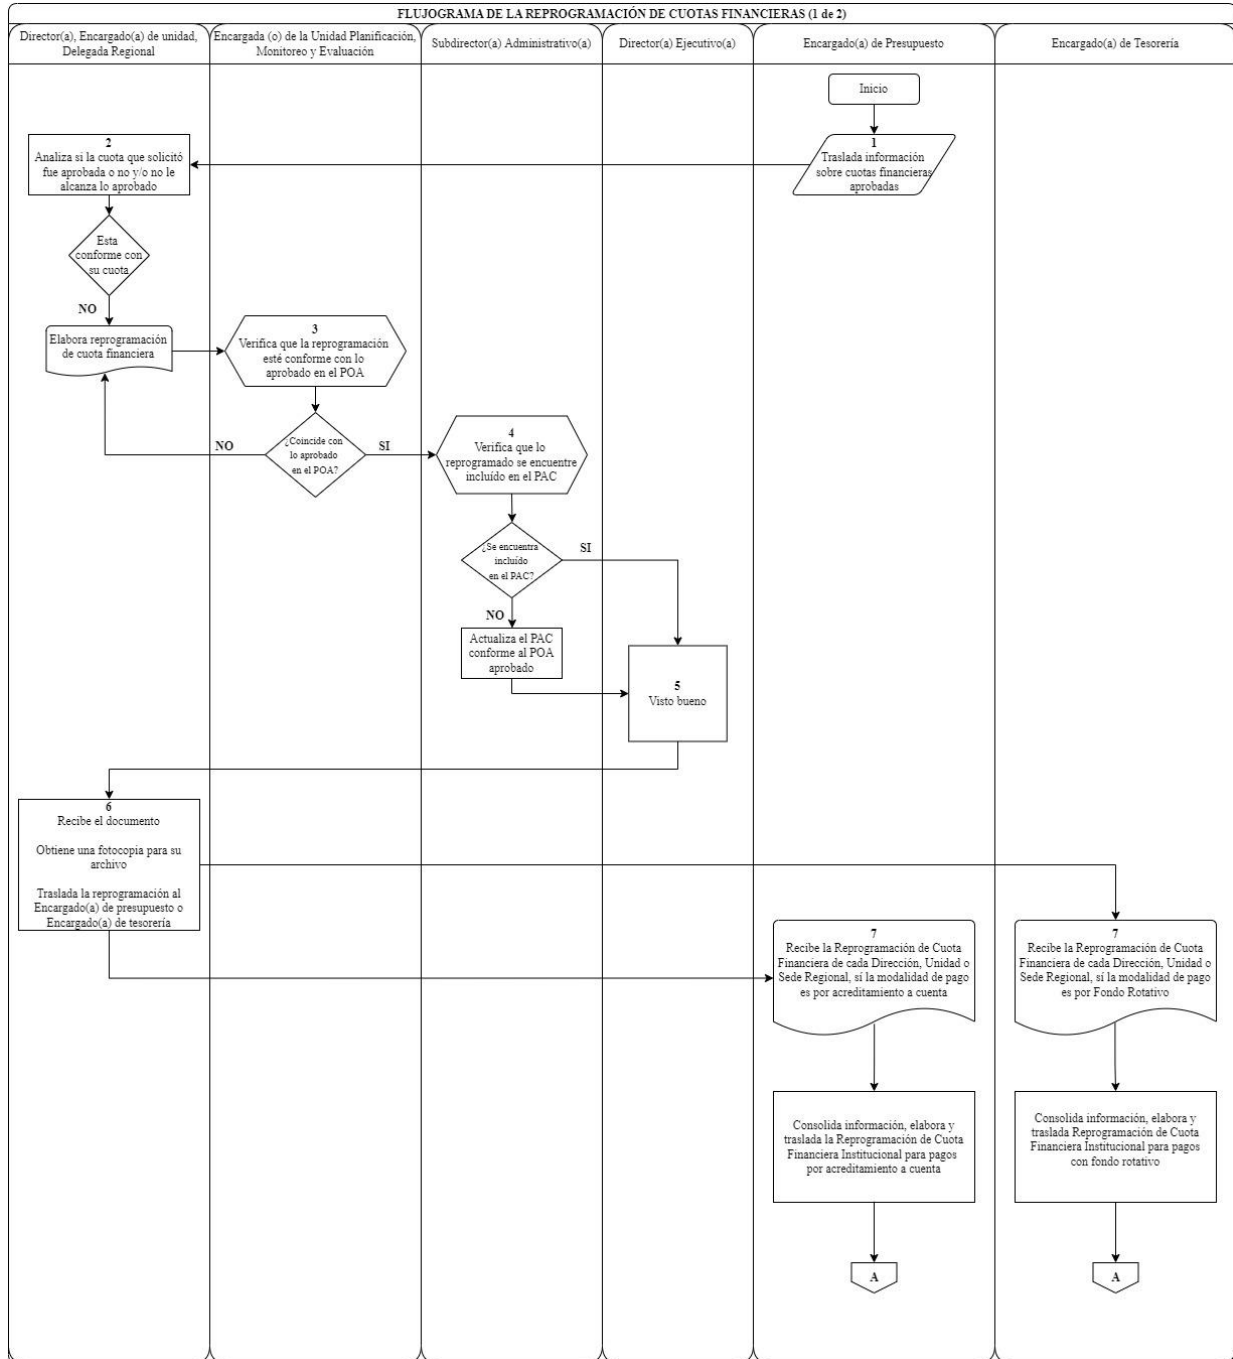 FLUJOGRAMA DE LA REPROGRAMACIÓN DE CUOTAS FINANCIERAS (1 de 2)
Director(a), Encargado(a) de unidad,
Delegada Regional
Encargada (o) de la Unidad Planificación,
Monitoreo y Evaluación
Subdirector(a) Administrativo(a)
Director(a) Ejecutivo(a)
Encargado(a) de Presupuesto
Encargado(a) de Tesorería
Inicio
1
Traslada información
sobre cuotas financieras
aprobadas
2
Analiza si la cuota que solicitó
fue aprobada o no y/o no le
alcanza lo aprobado
Esta
conforme con
su cuota
NO
Elabora reprogramación
de cuota financiera
3
Verifica que la reprogramación
esté conforme con lo
aprobado en el POA
¿Coincide con
lo aprobado
en el POA?
NO
SI
4
Verifica que lo
reprogramado se encuentre
incluído en el PAC
¿Se encuentra
incluído
en el PAC?
SI
NO
Actualiza el PAC
conforme al POA
aprobado
5
Visto bueno
6
Recibe el documento
Obtiene una fotocopia para su
archivo
Traslada la reprogramación al
Encargado(a) de presupuesto o
Encargado(a) de tesorería
7
Recibe la Reprogramación de Cuota
Financiera de cada Dirección, Unidad o
Sede Regional, sí la modalidad de pago
es por acreditamiento a cuenta
7
Recibe la Reprogramación de Cuota
Financiera de cada Dirección, Unidad o
Sede Regional, sí la modalidad de pago
es por Fondo Rotativo
Consolida información, elabora y
traslada la Reprogramación de Cuota
Financiera Institucional para pagos
por acreditamiento a cuenta
Consolida información, elabora y
traslada Reprogramación de Cuota
Financiera Institucional para pagos
con fondo rotativo
A
A